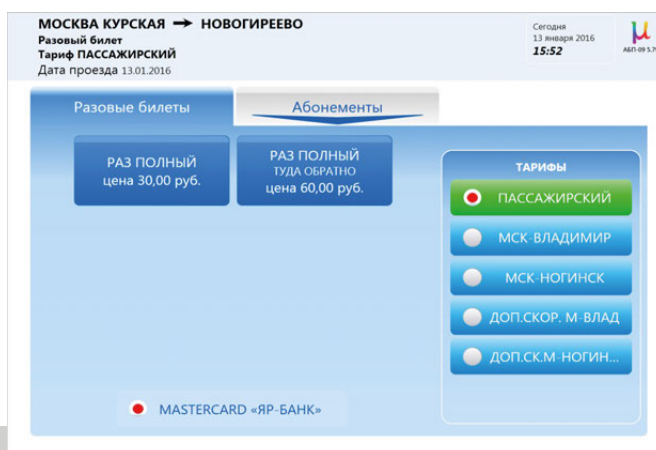 МОСКВА КУРСКАЯ → НОВОГИРЕЕВО
Разовый билет
Тариф ПАССАЖИРСКИЙ
Дата проезда 13.01.2016
Сегодня
13 января 2016
15:52
Разовые билеты
Абонементы
РАЗ ПОЛНЫЙ
цена 30,00 руб.
РАЗ ПОЛНЫЙ
ТУДА ОБРАТНО
цена 60,00 руб.
ТАРИФЫ
ПАССАЖИРСКИЙ
МСК-ВЛАДИМИР
МСК-НОГИНСК
ДОП.СКОР. М-ВЛАД
ДОП.СК.М-НОГИН...
MASTERCARD «ЯР-БАНК»